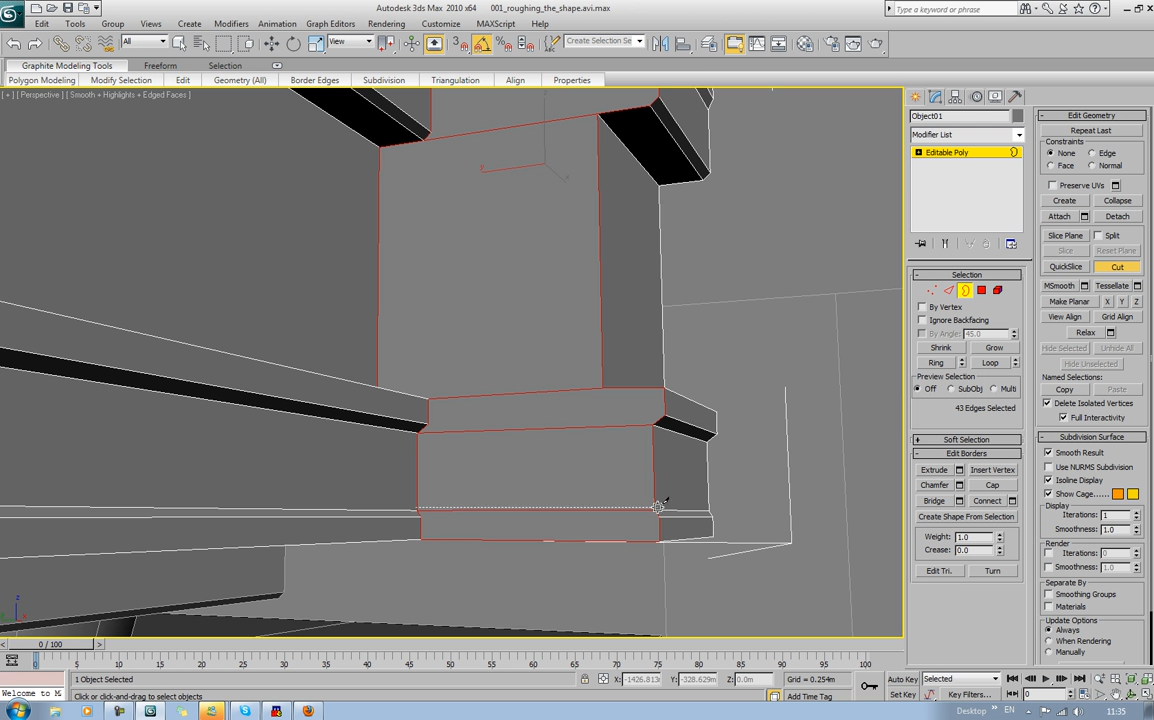 Autodesk 3ds Max 2010 x64 001_roughing_the_shape.avi.max
Type a keyword or phrase
Edit Tools Group Views Create Modifiers Animation Graph Editors Rendering Customize MAXScript Help
All View Create Selection Se
Graphite Modeling Tools Freeform Selection
Polygon Modeling Modify Selection Edit Geometry (All) Border Edges Subdivision Triangulation Align Properties
[ + ] [ Perspective ] [ Smooth + Highlights + Edged Faces ]
Object01
Modifier List
Editable Poly
Selection
By Vertex
Ignore Backfacing
By Angle: 45.0
Shrink Grow
Ring Loop
Preview Selection
Off SubObj Multi
43 Edges Selected
Soft Selection
Edit Borders
Extrude Insert Vertex
Chamfer Cap
Bridge Connect
Create Shape From Selection
Weight: 1.0
Crease: 0.0
Edit Tri. Turn
Edit Geometry
Repeat Last
Constraints
None Edge
Face Normal
Preserve UVs
Create Collapse
Attach Detach
Slice Plane Split
Slice Reset Plane
QuickSlice Cut
MSmooth Tessellate
Make Planar X Y Z
View Align Grid Align
Relax
Hide Selected Unhide All
Hide Unselected
Named Selections:
Copy Paste
Delete Isolated Vertices
Full Interactivity
Subdivision Surface
Smooth Result
Use NURMS Subdivision
Isoline Display
Show Cage......
Display
Iterations: 1
Smoothness: 1.0
Render
Iterations: 0
Smoothness: 1.0
Separate By
Smoothing Groups
Materials
Update Options
Always
When Rendering
Manually
0 / 100
0 5 10 15 20 25 30 35 40 45 50 55 60 65 70 75 80 85 90 95 100
1 Object Selected X: -1426.813 Y: -328.629m Z: 0.0m Grid = 0.254m Auto Key Selected
Welcome to M Click or click-and-drag to select objects Add Time Tag Set Key Key Filters... 0
Desktop » EN 11:35